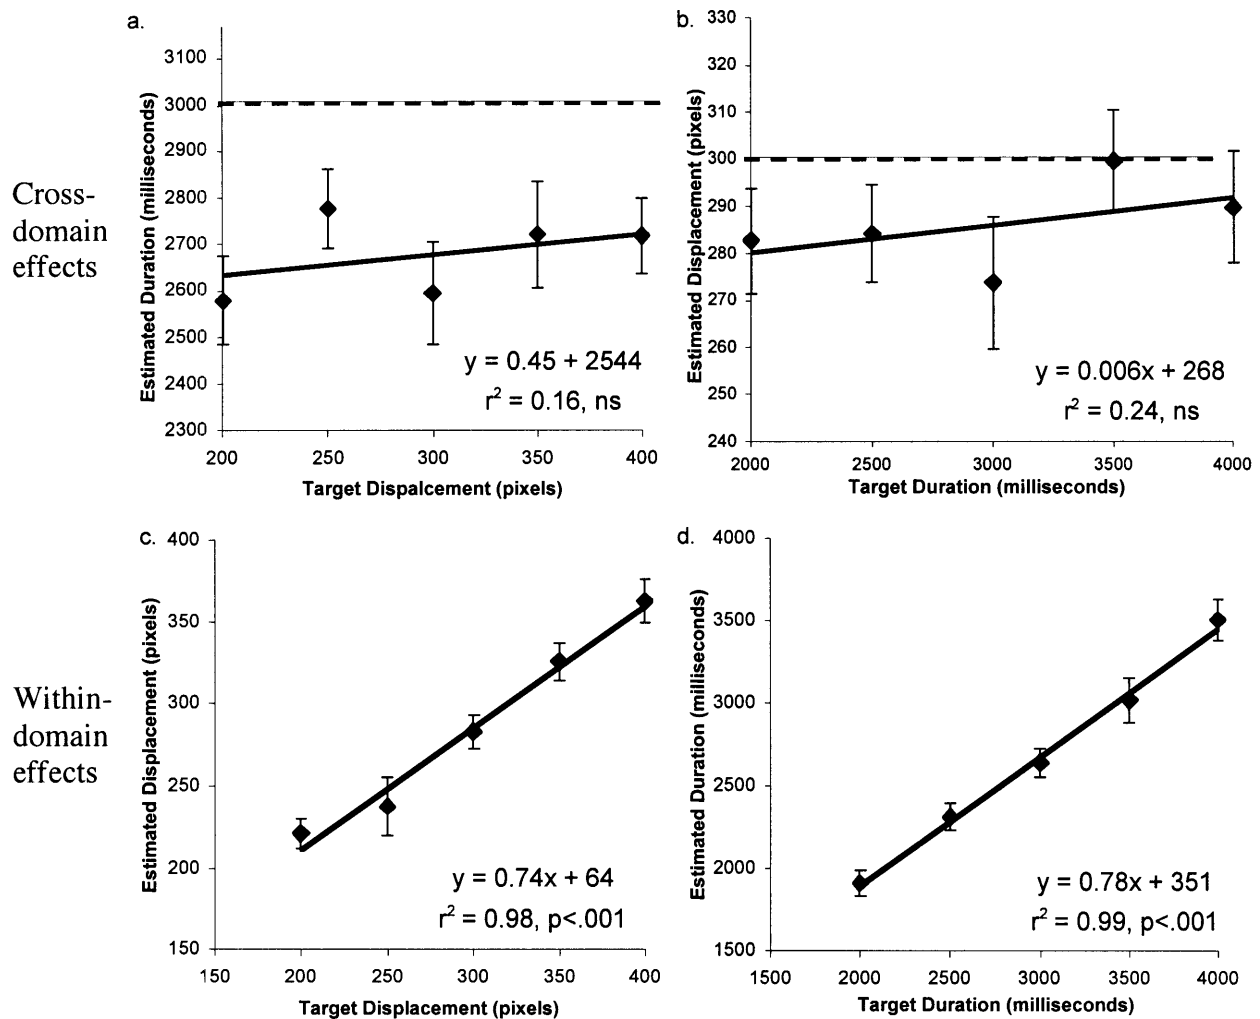 a.
3100
3000
2900
2800
2700
2600
2500
2400
2300
200 250 300 350 400
Estimated Duration (milliseconds)
Target Dispalcement (pixels)
y = 0.45 + 2544
r² = 0.16, ns
b.
330
320
310
300
290
280
270
260
250
240
2000 2500 3000 3500 4000
Estimated Displacement (pixels)
Target Duration (milliseconds)
y = 0.006x + 268
r² = 0.24, ns
Cross-
domain
effects
c.
400
350
300
250
200
150
150 200 250 300 350 400
Estimated Displacement (pixels)
Target Displacement (pixels)
y = 0.74x + 64
r² = 0.98, p<.001
d.
4000
3500
3000
2500
2000
1500
1500 2000 2500 3000 3500 4000
Estimated Duration (milliseconds)
Target Duration (milliseconds)
y = 0.78x + 351
r² = 0.99, p<.001
Within-
domain
effects